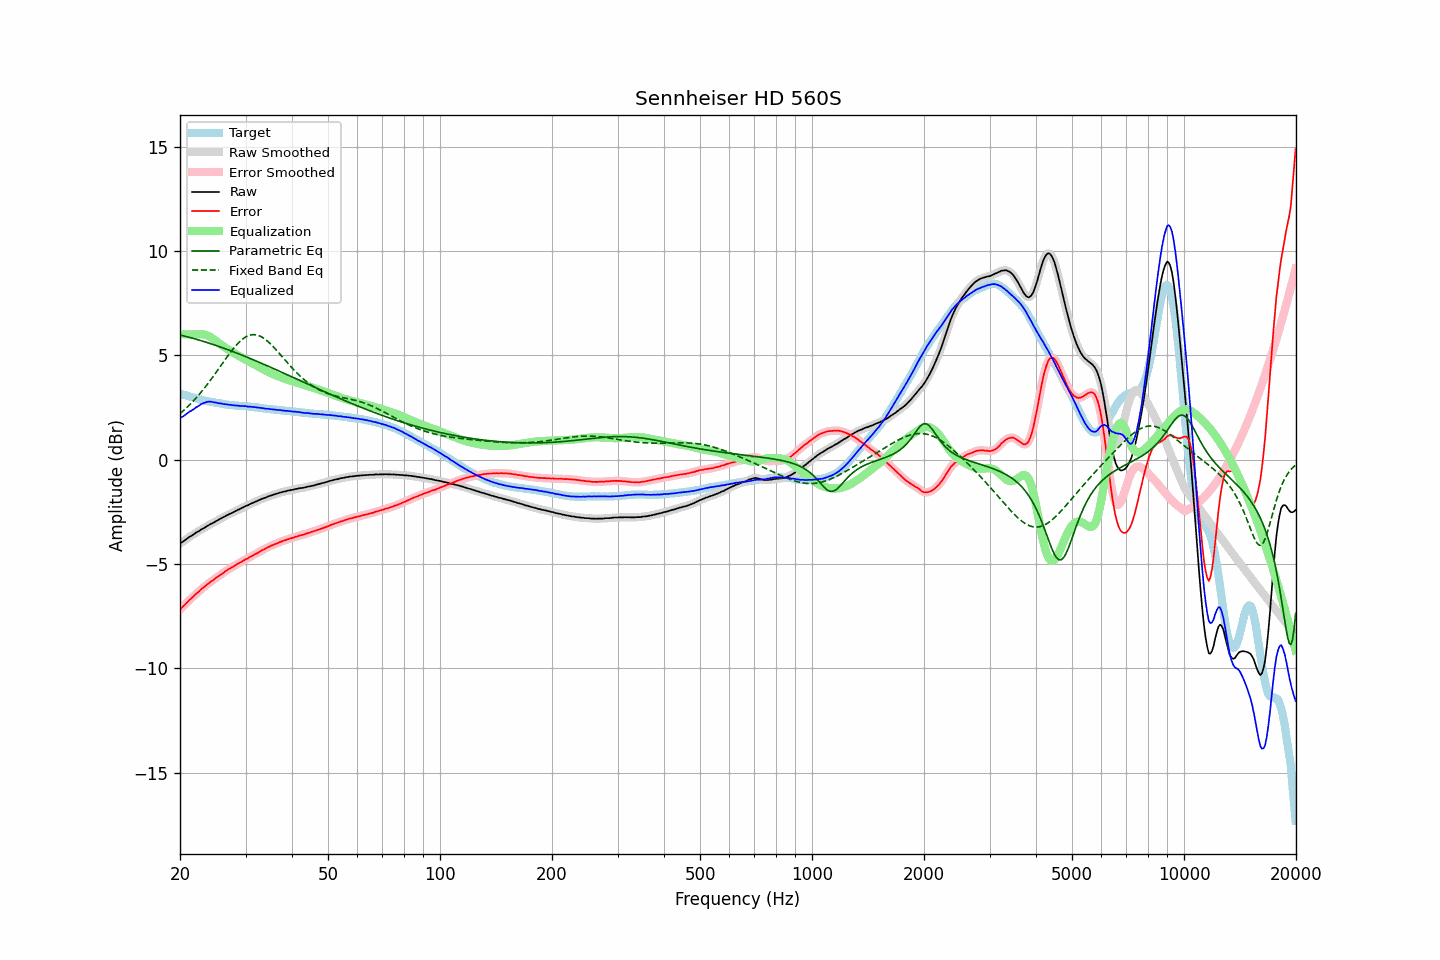 Sennheiser HD 560S
Target
Raw Smoothed
Error Smoothed
Raw
Error
Equalization
Parametric Eq
Fixed Band Eq
Equalized
15
10
5
0
−5
−10
−15
Amplitude (dBr)
20 50 100 200 500 1000 2000 5000 10000 20000
Frequency (Hz)